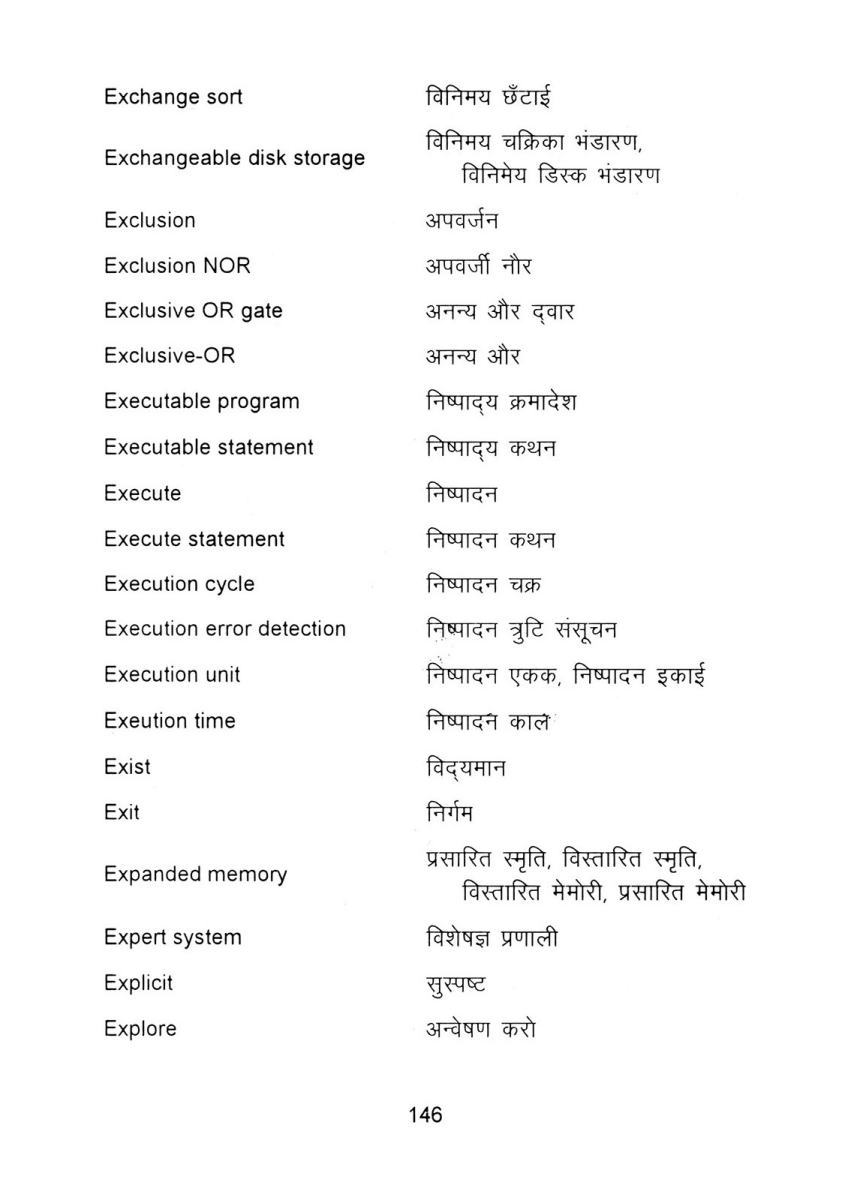 Exchange sort विनिमय छँटाई
Exchangeable disk storage विनिमय चक्रिका भंडारण,
विनिमेय डिस्क भंडारण
Exclusion अपवर्जन
Exclusion NOR अपवर्जी नौर
Exclusive OR gate अनन्य और द्‌वार
Exclusive-OR अनन्य और
Executable program निष्पाद्‌य क्रमादेश
Executable statement निष्पाद्‌य कथन
Execute निष्पादन
Execute statement निष्पादन कथन
Execution cycle निष्पादन चक्र
Execution error detection निष्पादन त्रुटि संसूचन
Execution unit निष्पादन एकक, निष्पादन इकाई
Exeution time निष्पादन काल
Exist विद्‌यमान
Exit निर्गम
Expanded memory प्रसारित स्मृति, विस्तारित स्मृति,
विस्तारित मेमोरी, प्रसारित मेमोरी
Expert system विशेषज्ञ प्रणाली
Explicit सुस्पष्ट
Explore अन्वेषण करो
146